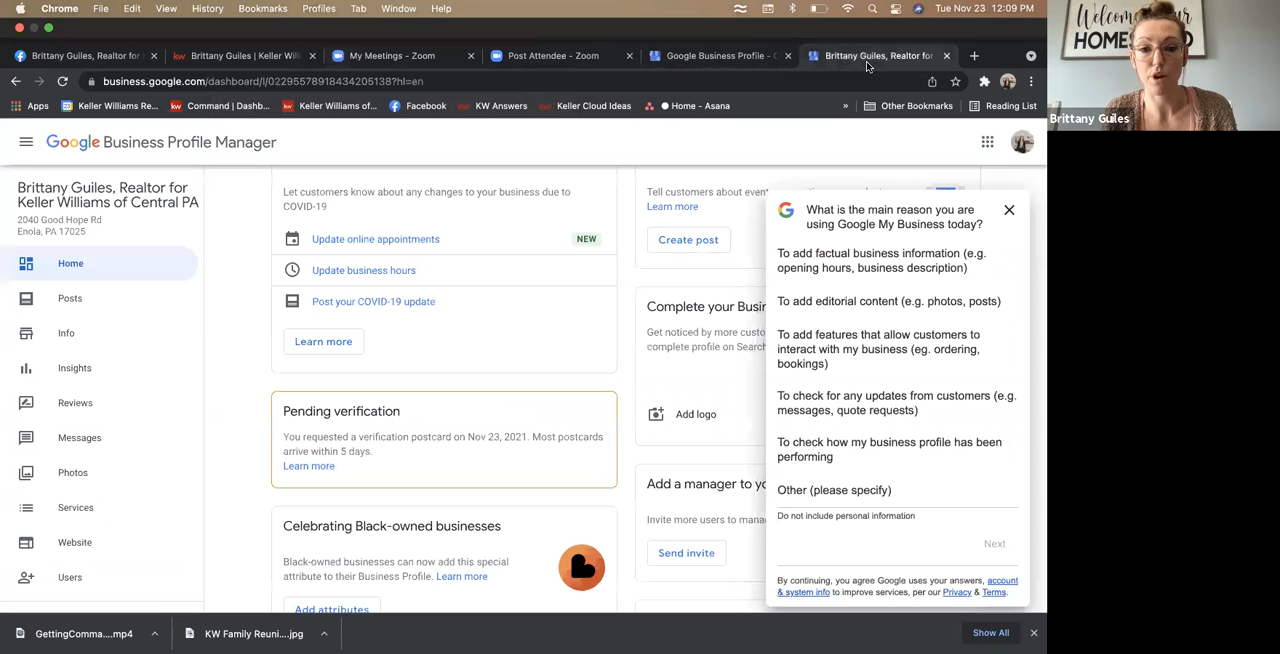 Chrome File Edit View History Bookmarks Profiles Tab Window Help Tue Nov 23 12:09 PM
Brittany Guiles, Realtor for
Brittany Guiles | Keller Wil
My Meetings - Zoom
Post Attendee - Zoom
Google Business Profile -
Brittany Guiles, Realtor for
business.google.com/dashboard/l/02295578918434205138?hl=en
Apps
Keller Williams Re...
Command | Dashb...
Keller Williams of...
Facebook
KW Answers
Keller Cloud Ideas
Home - Asana
»
Other Bookmarks
Reading List
Google Business Profile Manager
Brittany Guiles, Realtor for
Keller Williams of Central PA
2040 Good Hope Rd
Enola, PA 17025
Home
Posts
Info
Insights
Reviews
Messages
Photos
Services
Website
Users
Let customers know about any changes to your business due to
COVID-19
Update online appointments NEW
Update business hours
Post your COVID-19 update
Learn more
Pending verification
You requested a verification postcard on Nov 23, 2021. Most postcards
arrive within 5 days.
Learn more
Celebrating Black-owned businesses
Black-owned businesses can now add this special
attribute to their Business Profile. Learn more
Add attributes
Tell customers about
Learn more
Create post
Complete your
Get noticed by more
complete profile on
Add logo
Add a manager to
Invite more users to
Send invite
What is the main reason you are
using Google My Business today?
To add factual business information (e.g.
opening hours, business description)
To add editorial content (e.g. photos, posts)
To add features that allow customers to
interact with my business (eg. ordering,
bookings)
To check for any updates from customers (e.g.
messages, quote requests)
To check how my business profile has been
performing
Other (please specify)
Do not include personal information
Next
By continuing, you agree Google uses your answers, account
& system info to improve services, per our Privacy & Terms.
GettingComma....mp4
KW Family Reuni....jpg
Show All
Welcome
HOME
Brittany Guiles